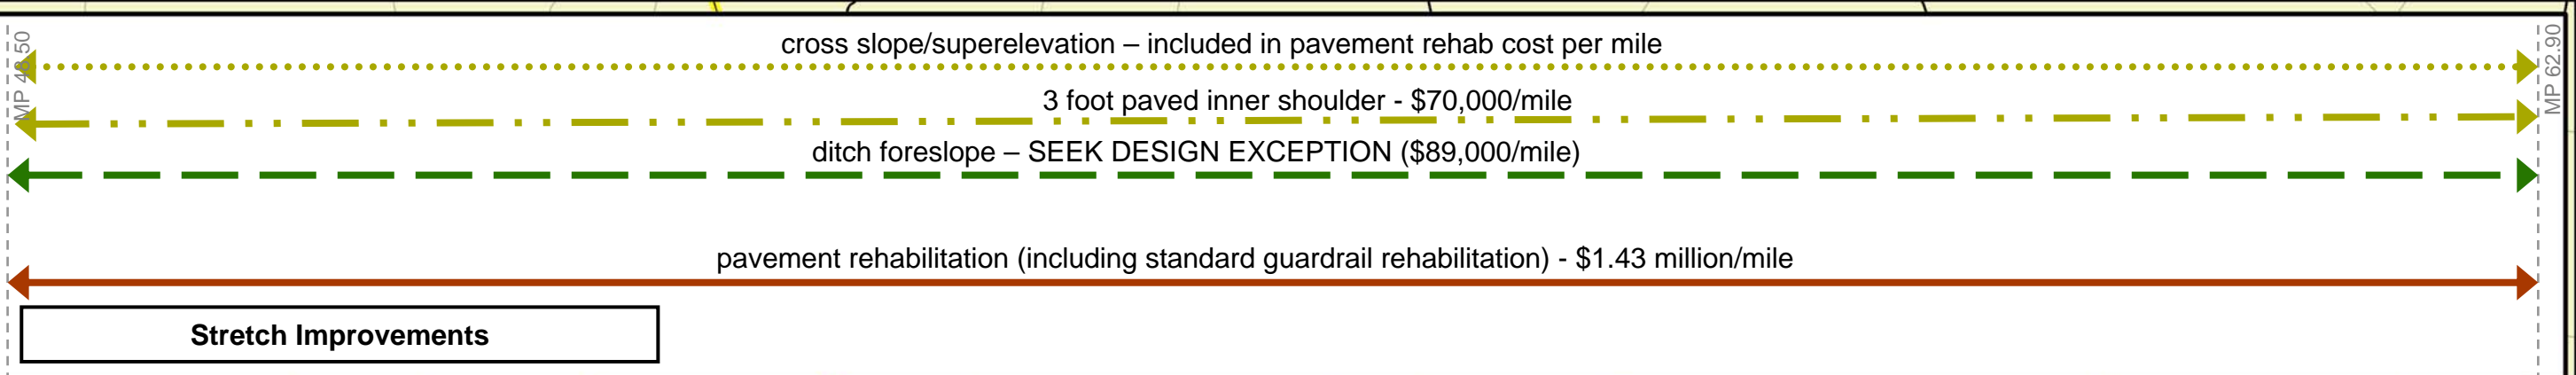 cross slope/superelevation – included in pavement rehab cost per mile
3 foot paved inner shoulder - $70,000/mile
ditch foreslope – SEEK DESIGN EXCEPTION ($89,000/mile)
pavement rehabilitation (including standard guardrail rehabilitation) - $1.43 million/mile
Stretch Improvements
MP
MP 62.90